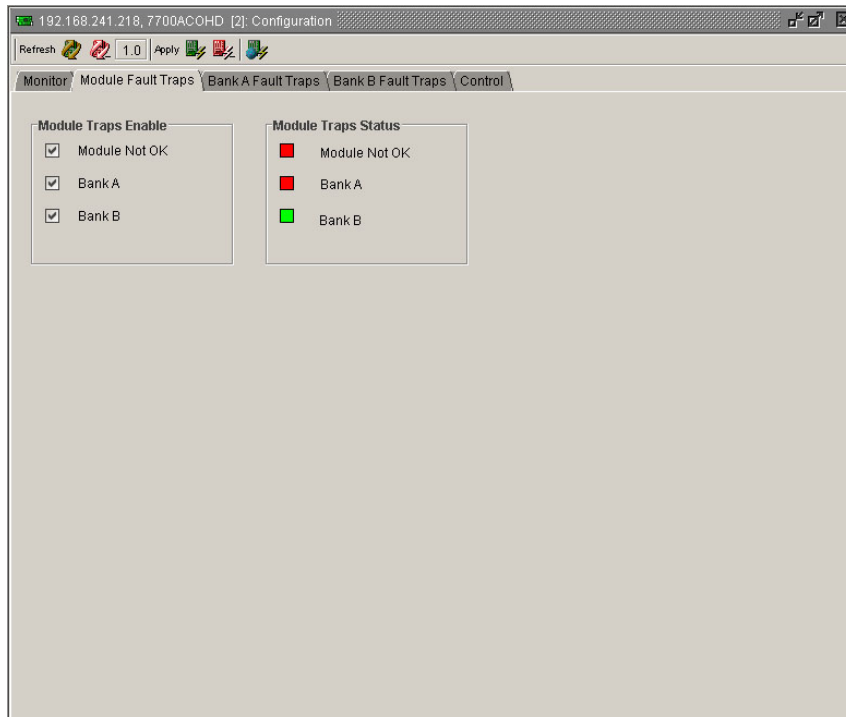 192.168.241.218, 7700ACOHD [2]: Configuration
Refresh 1.0 Apply
Monitor Module Fault Traps Bank A Fault Traps Bank B Fault Traps Control
Module Traps Enable
Module Not OK
Bank A
Bank B
Module Traps Status
Module Not OK
Bank A
Bank B